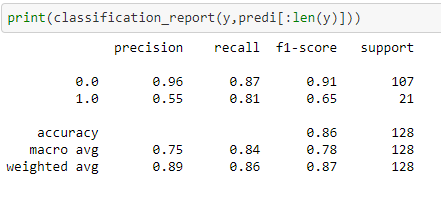 print(classification_report(y,predi[:len(y)]))
precision recall f1-score support
0.0 0.96 0.87 0.91 107
1.0 0.55 0.81 0.65 21
accuracy 0.86 128
macro avg 0.75 0.84 0.78 128
weighted avg 0.89 0.86 0.87 128